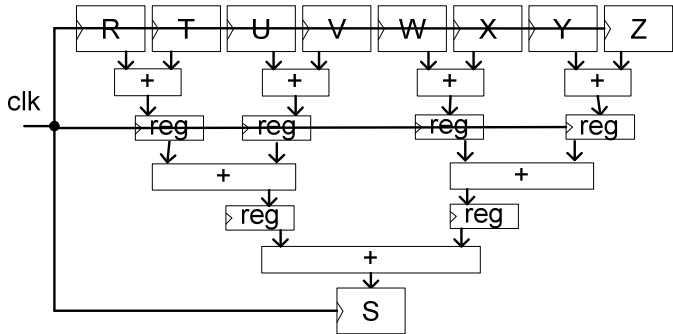 R T U V W X Y Z
+ + + +
clk
reg reg reg reg
+ +
reg reg
+
S